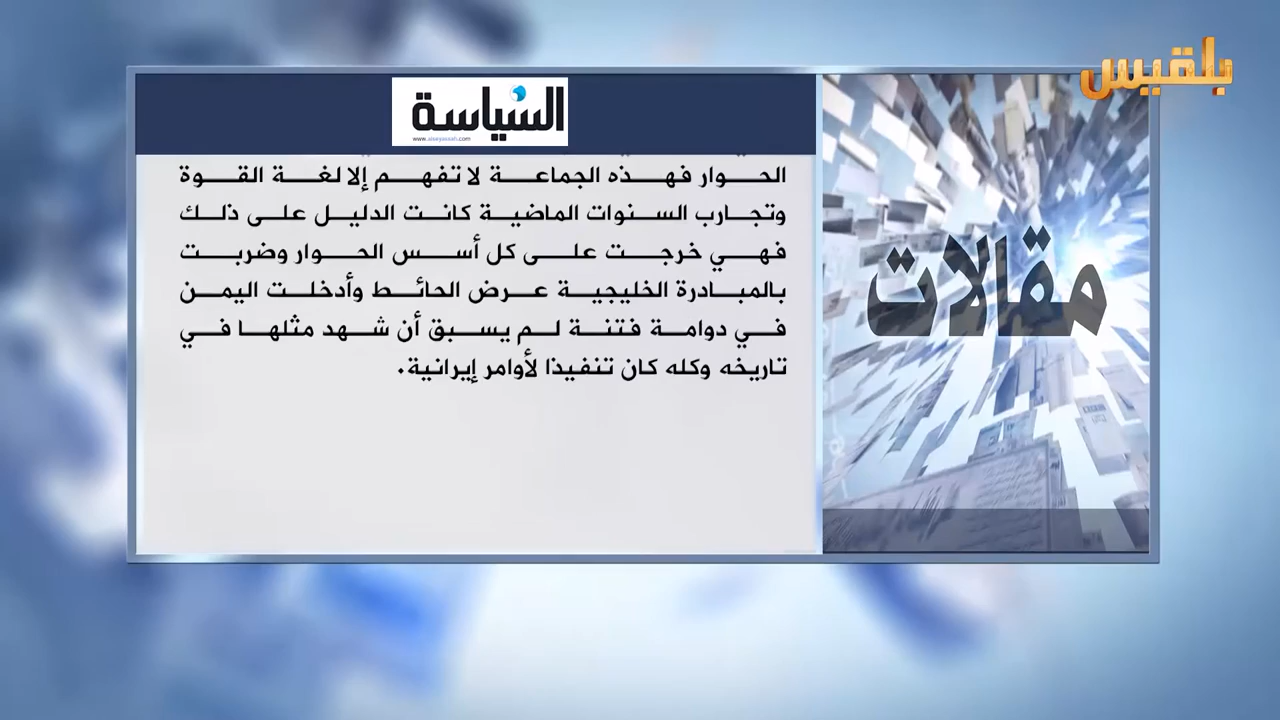 بلقيس
السياسة
www.alseyassah.com
الحوار فهذه الجماعة لا تفهم إلا لغة القوة
وتجارب السنوات الماضية كانت الدليل على ذلك
فهي خرجت على كل أسس الحوار وضربت
بالمبادرة الخليجية عرض الحائط وأدخلت اليمن
في دوامة فتنة لم يسبق أن شهد مثلها في
تاريخه وكله كان تنفيذا لأوامر إيرانية.
مقالات